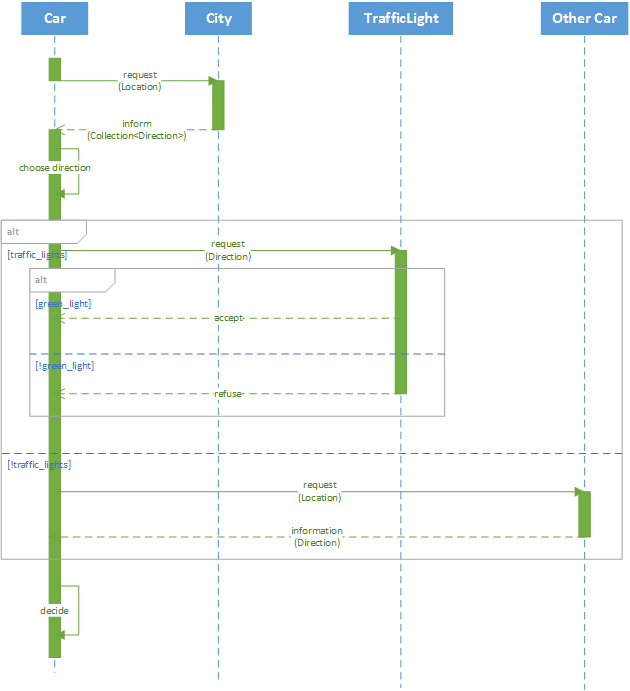 Car
City
TrafficLight
Other Car
request
(Location)
inform
(Collection<Direction>)
choose direction
alt
[traffic_lights]
request
(Direction)
alt
[green_light]
accept
[!green_light]
refuse
[!traffic_lights]
request
(Location)
information
(Direction)
decide